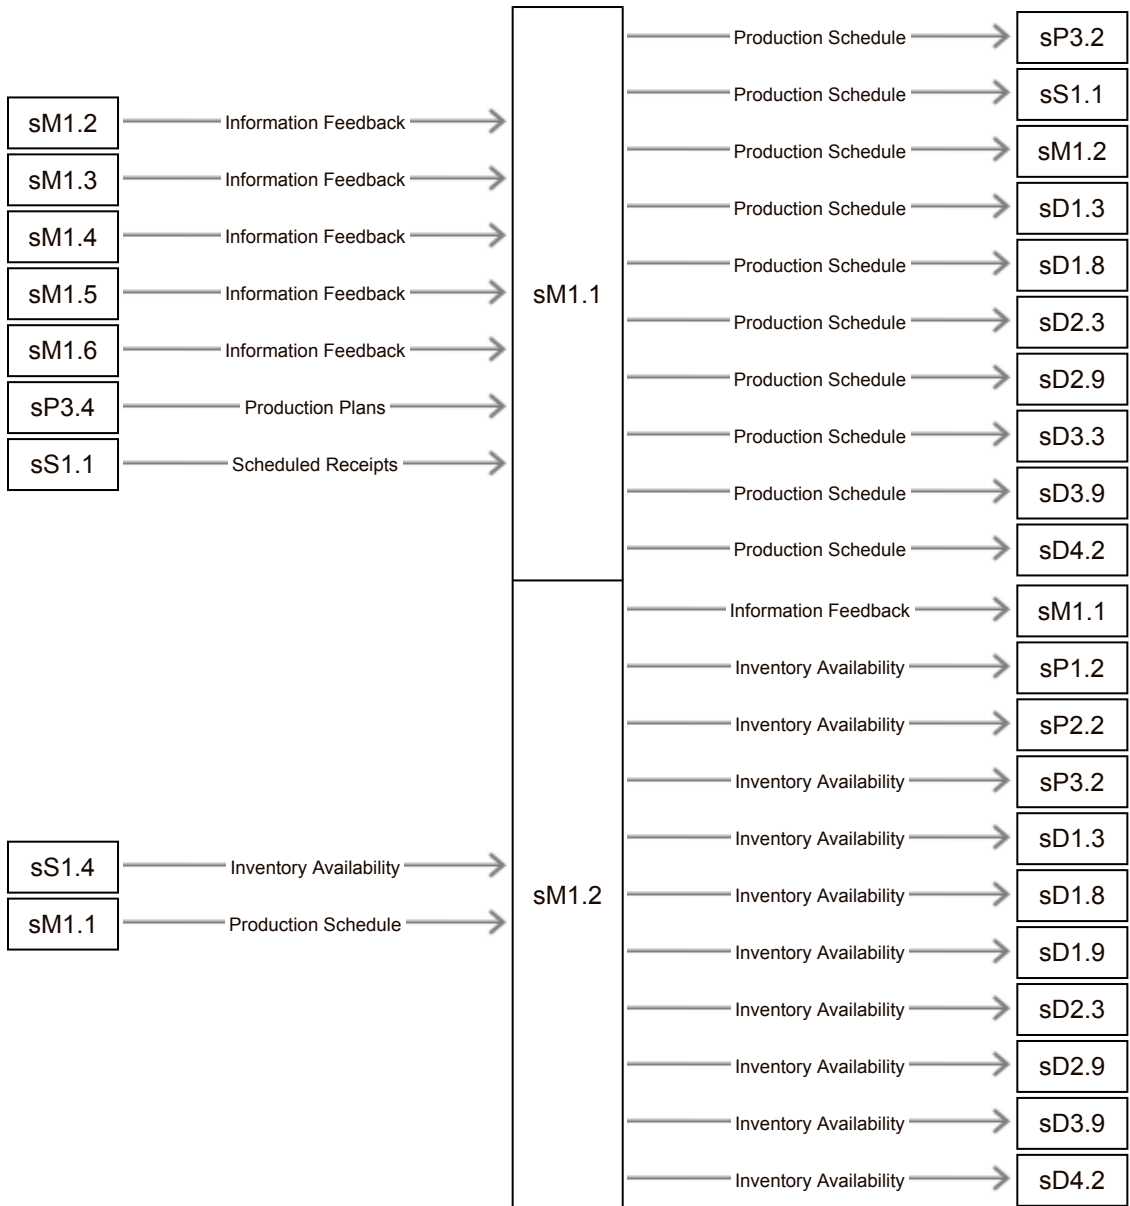 Production Schedule sP3.2
Production Schedule sS1.1
sM1.2 Information Feedback Production Schedule sM1.2
sM1.3 Information Feedback Production Schedule sD1.3
sM1.4 Information Feedback Production Schedule sD1.8
sM1.5 Information Feedback sM1.1 Production Schedule sD2.3
sM1.6 Information Feedback Production Schedule sD2.9
sP3.4 Production Plans Production Schedule sD3.3
sS1.1 Scheduled Receipts Production Schedule sD3.9
Production Schedule sD4.2
Information Feedback sM1.1
Inventory Availability sP1.2
Inventory Availability sP2.2
Inventory Availability sP3.2
sS1.4 Inventory Availability Inventory Availability sD1.3
sM1.2 Inventory Availability sD1.8
sM1.1 Production Schedule Inventory Availability sD1.9
Inventory Availability sD2.3
Inventory Availability sD2.9
Inventory Availability sD3.9
Inventory Availability sD4.2